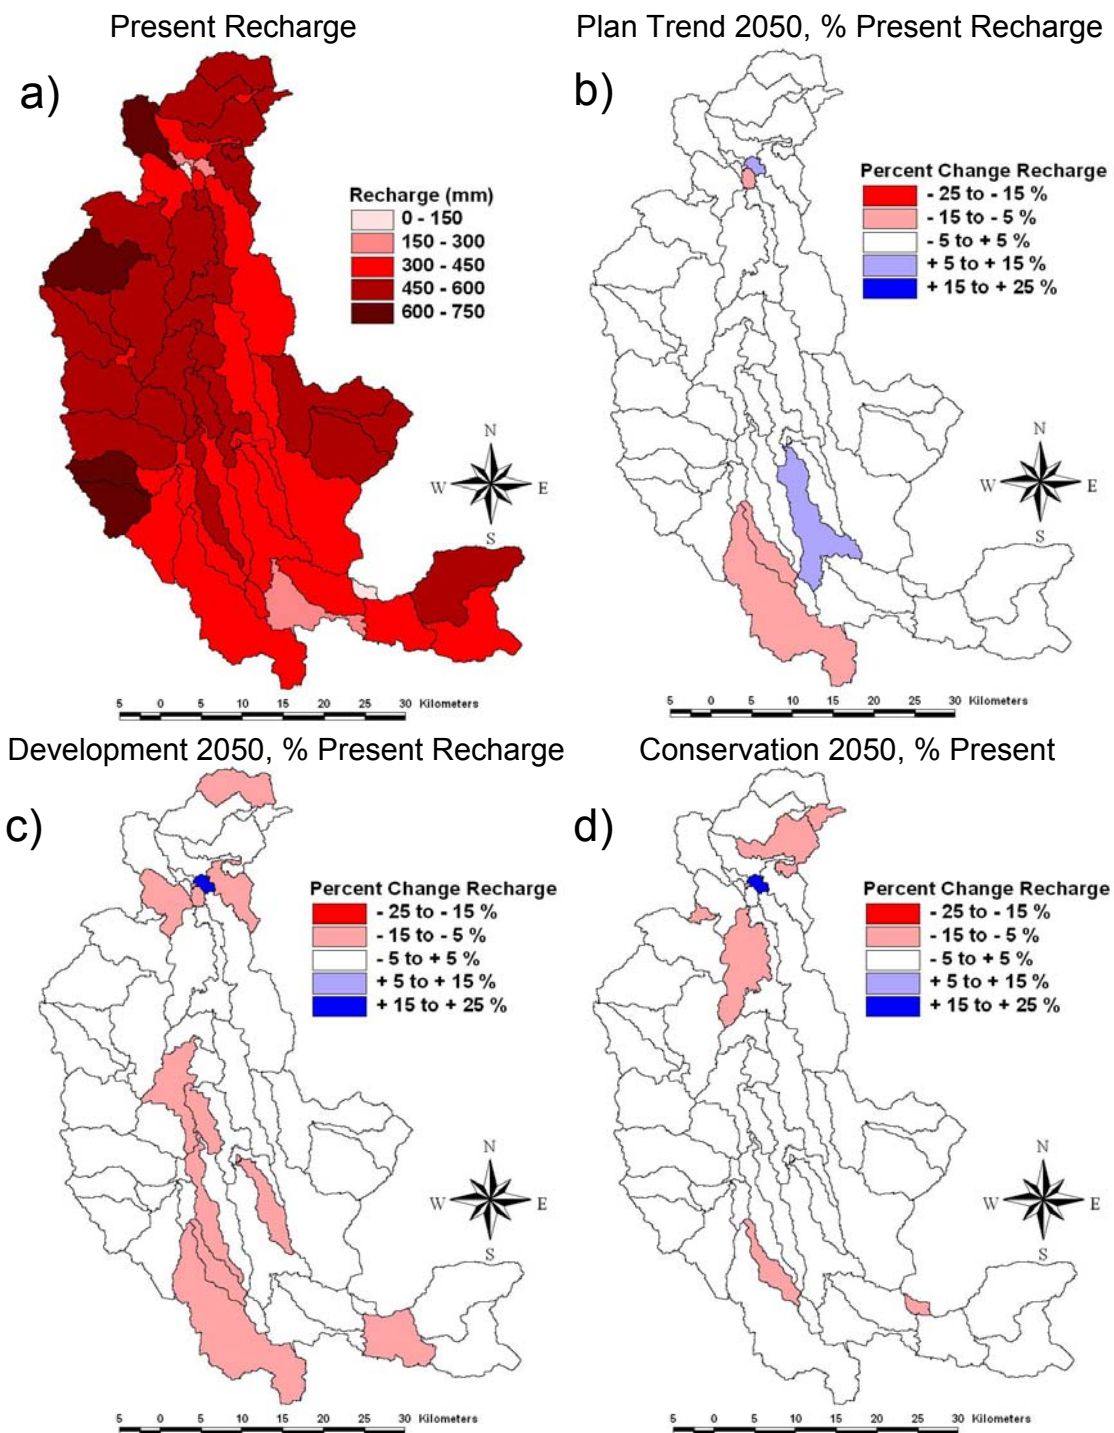 Present Recharge
a)
Recharge (mm)
0 - 150
150 - 300
300 - 450
450 - 600
600 - 750
N
W E
S
5 0 5 10 15 20 25 30 Kilometers
Plan Trend 2050, % Present Recharge
b)
Percent Change Recharge
- 25 to - 15 %
- 15 to - 5 %
- 5 to + 5 %
+ 5 to + 15 %
+ 15 to + 25 %
N
W E
S
5 0 5 10 15 20 25 30 Kilometers
Development 2050, % Present Recharge
c)
Percent Change Recharge
- 25 to - 15 %
- 15 to - 5 %
- 5 to + 5 %
+ 5 to + 15 %
+ 15 to + 25 %
N
W E
S
5 0 5 10 15 20 25 30 Kilometers
Conservation 2050, % Present
d)
Percent Change Recharge
- 25 to - 15 %
- 15 to - 5 %
- 5 to + 5 %
+ 5 to + 15 %
+ 15 to + 25 %
N
W E
S
5 0 5 10 15 20 25 30 Kilometers